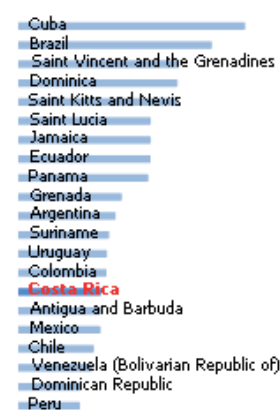 Cuba
Brazil
Saint Vincent and the Grenadines
Dominica
Saint Kitts and Nevis
Saint Lucia
Jamaica
Ecuador
Panama
Grenada
Argentina
Suriname
Uruguay
Colombia
Costa Rica
Antigua and Barbuda
Mexico
Chile
Venezuela (Bolivarian Republic of)
Dominican Republic
Peru